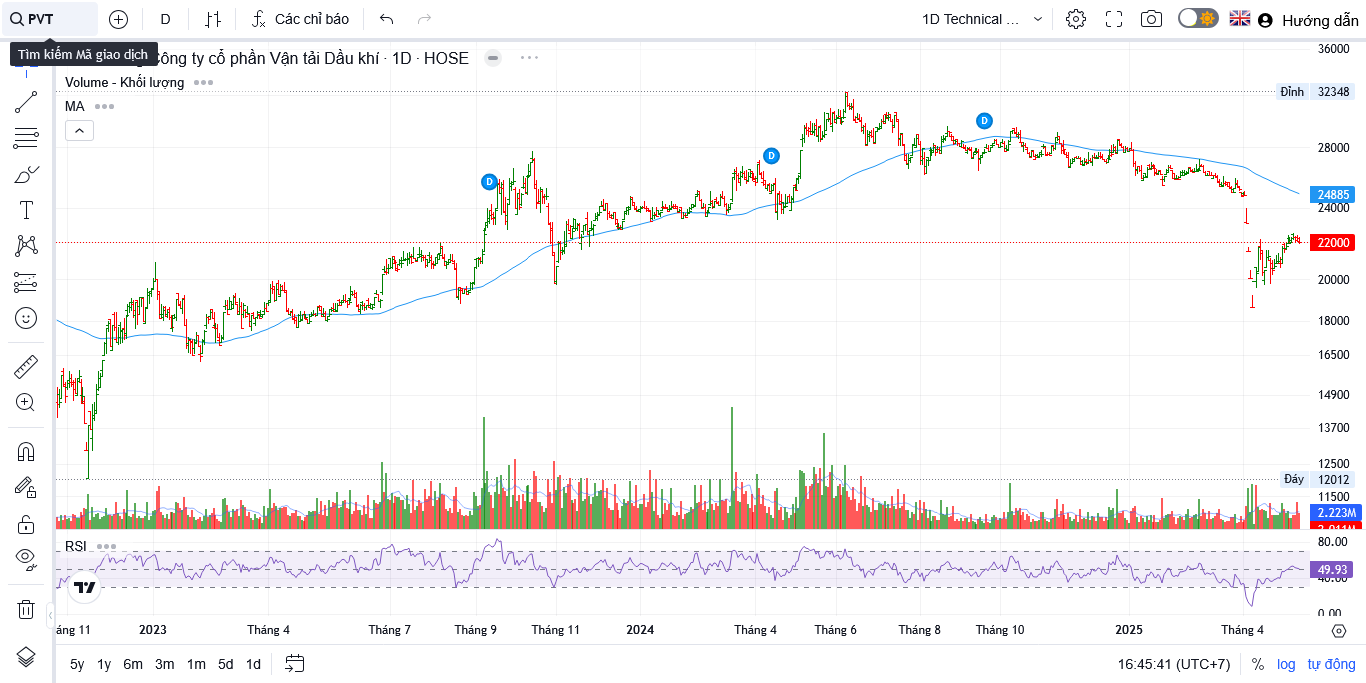 PVT
D
Các chỉ báo
1D Technical ...
Hướng dẫn
Tìm kiếm Mã giao dịch
Công ty cổ phần Vận tải Dầu khí · 1D · HOSE
Volume - Khối lượng
MA
36000
Đỉnh 32348
28000
24885
24000
22000
20000
18000
16500
14900
13700
12500
Đáy 12012
11500
2.223M
D
D
D
RSI
80.00
49.93
40.00
0.00
áng 11 2023 Tháng 4 Tháng 7 Tháng 9 Tháng 11 2024 Tháng 4 Tháng 6 Tháng 8 Tháng 10 2025 Tháng 4
5y 1y 6m 3m 1m 5d 1d
16:45:41 (UTC+7) % log tự động